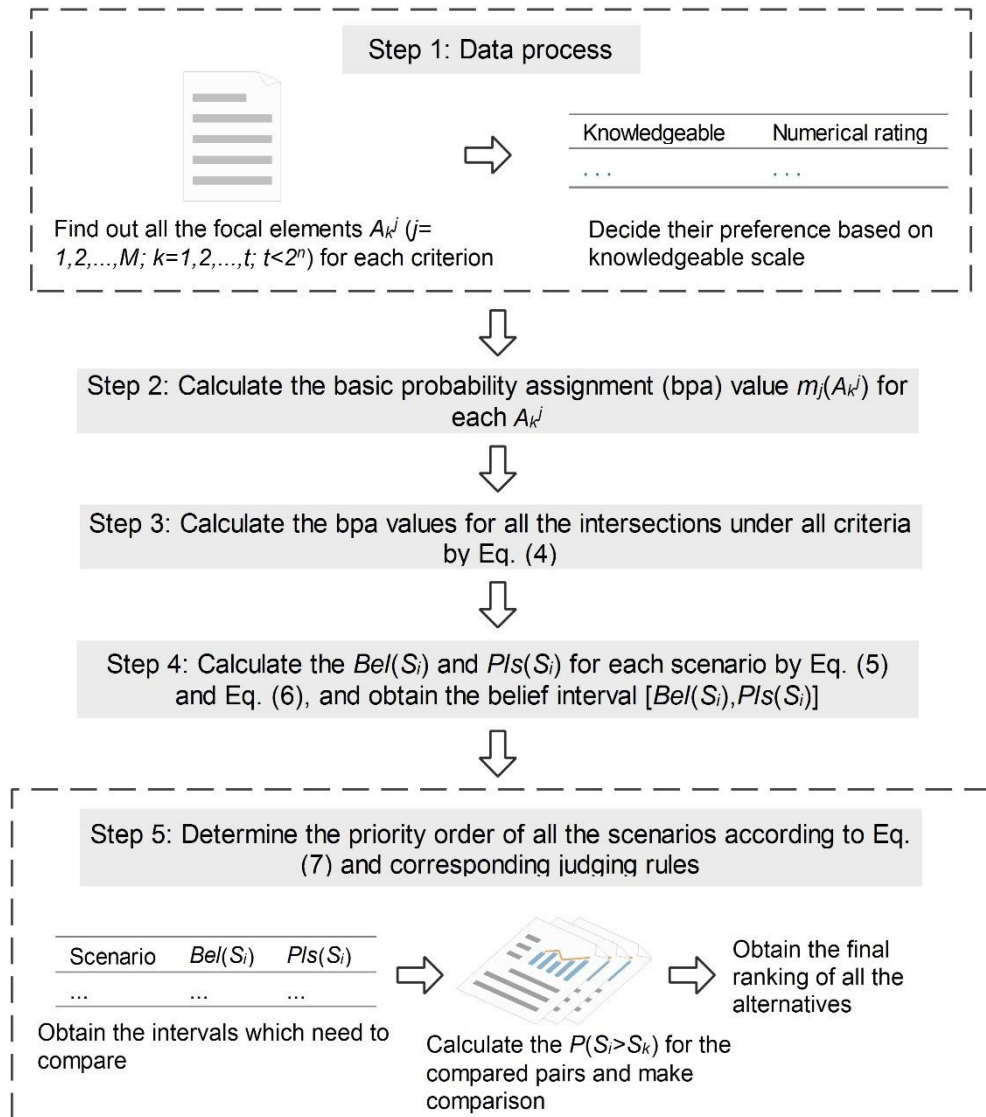 Step 1: Data process
Knowledgeable Numerical rating
... ...
Find out all the focal elements Aₖʲ (j=
1,2,...,M; k=1,2,...,t; t<2ⁿ) for each criterion
Decide their preference based on
knowledgeable scale
Step 2: Calculate the basic probability assignment (bpa) value mⱼ(Aₖʲ) for
each Aₖʲ
Step 3: Calculate the bpa values for all the intersections under all criteria
by Eq. (4)
Step 4: Calculate the Bel(Sᵢ) and Pls(Sᵢ) for each scenario by Eq. (5)
and Eq. (6), and obtain the belief interval [Bel(Sᵢ),Pls(Sᵢ)]
Step 5: Determine the priority order of all the scenarios according to Eq.
(7) and corresponding judging rules
Scenario Bel(Sᵢ) Pls(Sᵢ)
... ... ...
Obtain the intervals which need to
compare
Calculate the P(Sᵢ>Sₖ) for the
compared pairs and make
comparison
Obtain the final
ranking of all the
alternatives